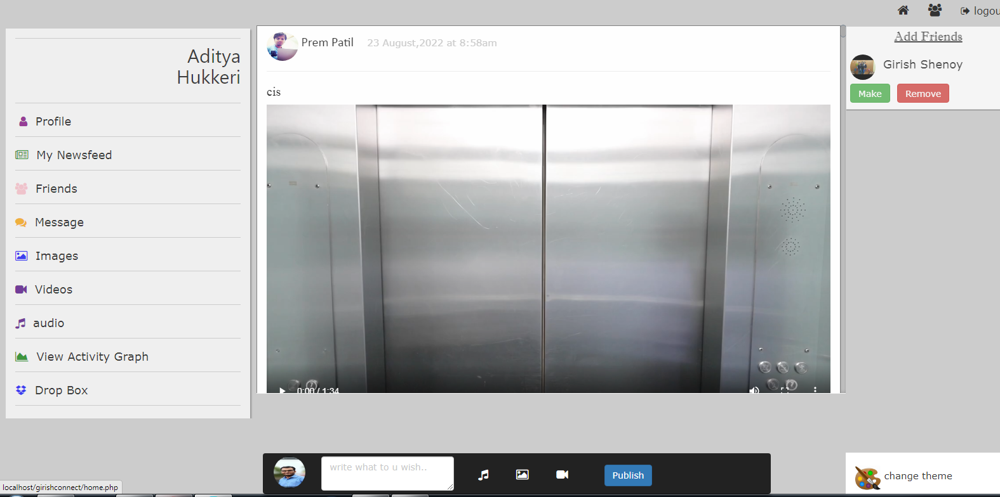 logou
Aditya
Hukkeri
Profile
My Newsfeed
Friends
Message
Images
Videos
audio
View Activity Graph
Drop Box
Prem Patil 23 August,2022 at 8:58am
cis
0:00 / 1:34
Add Friends
Girish Shenoy
Make Remove
write what to u wish..
Publish
change theme
localhost/girishconnect/home.php